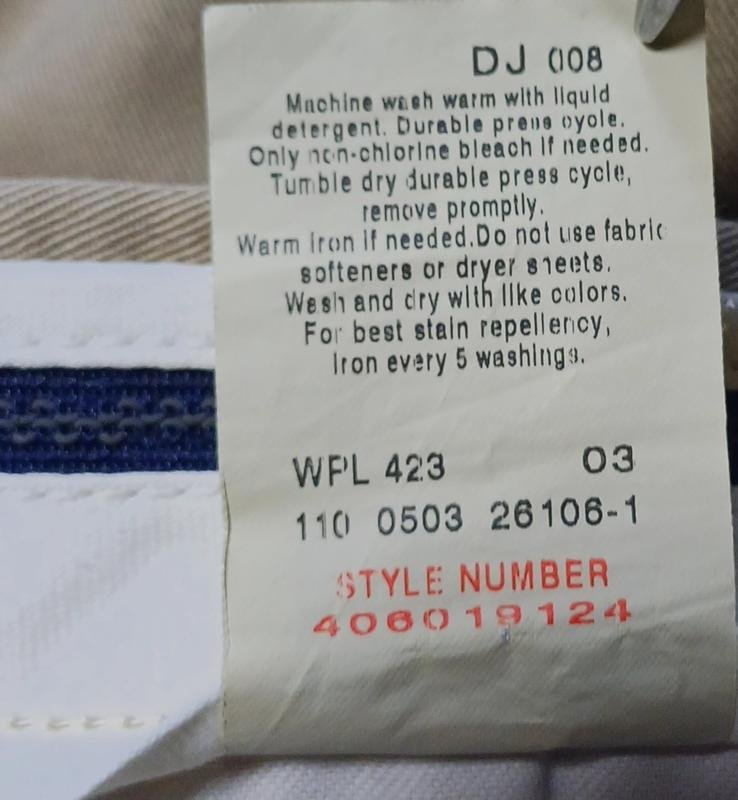 DJ 008
Machine wash warm with liquid
detergent. Durable press cycle.
Only non-chlorine bleach if needed.
Tumble dry durable press cycle,
remove promptly.
Warm iron if needed.Do not use fabric
softeners or dryer sheets.
Wash and dry with like colors.
For best stain repellency,
Iron every 5 washings.
WPL 423 03
110 0503 26106-1
STYLE NUMBER
406019124